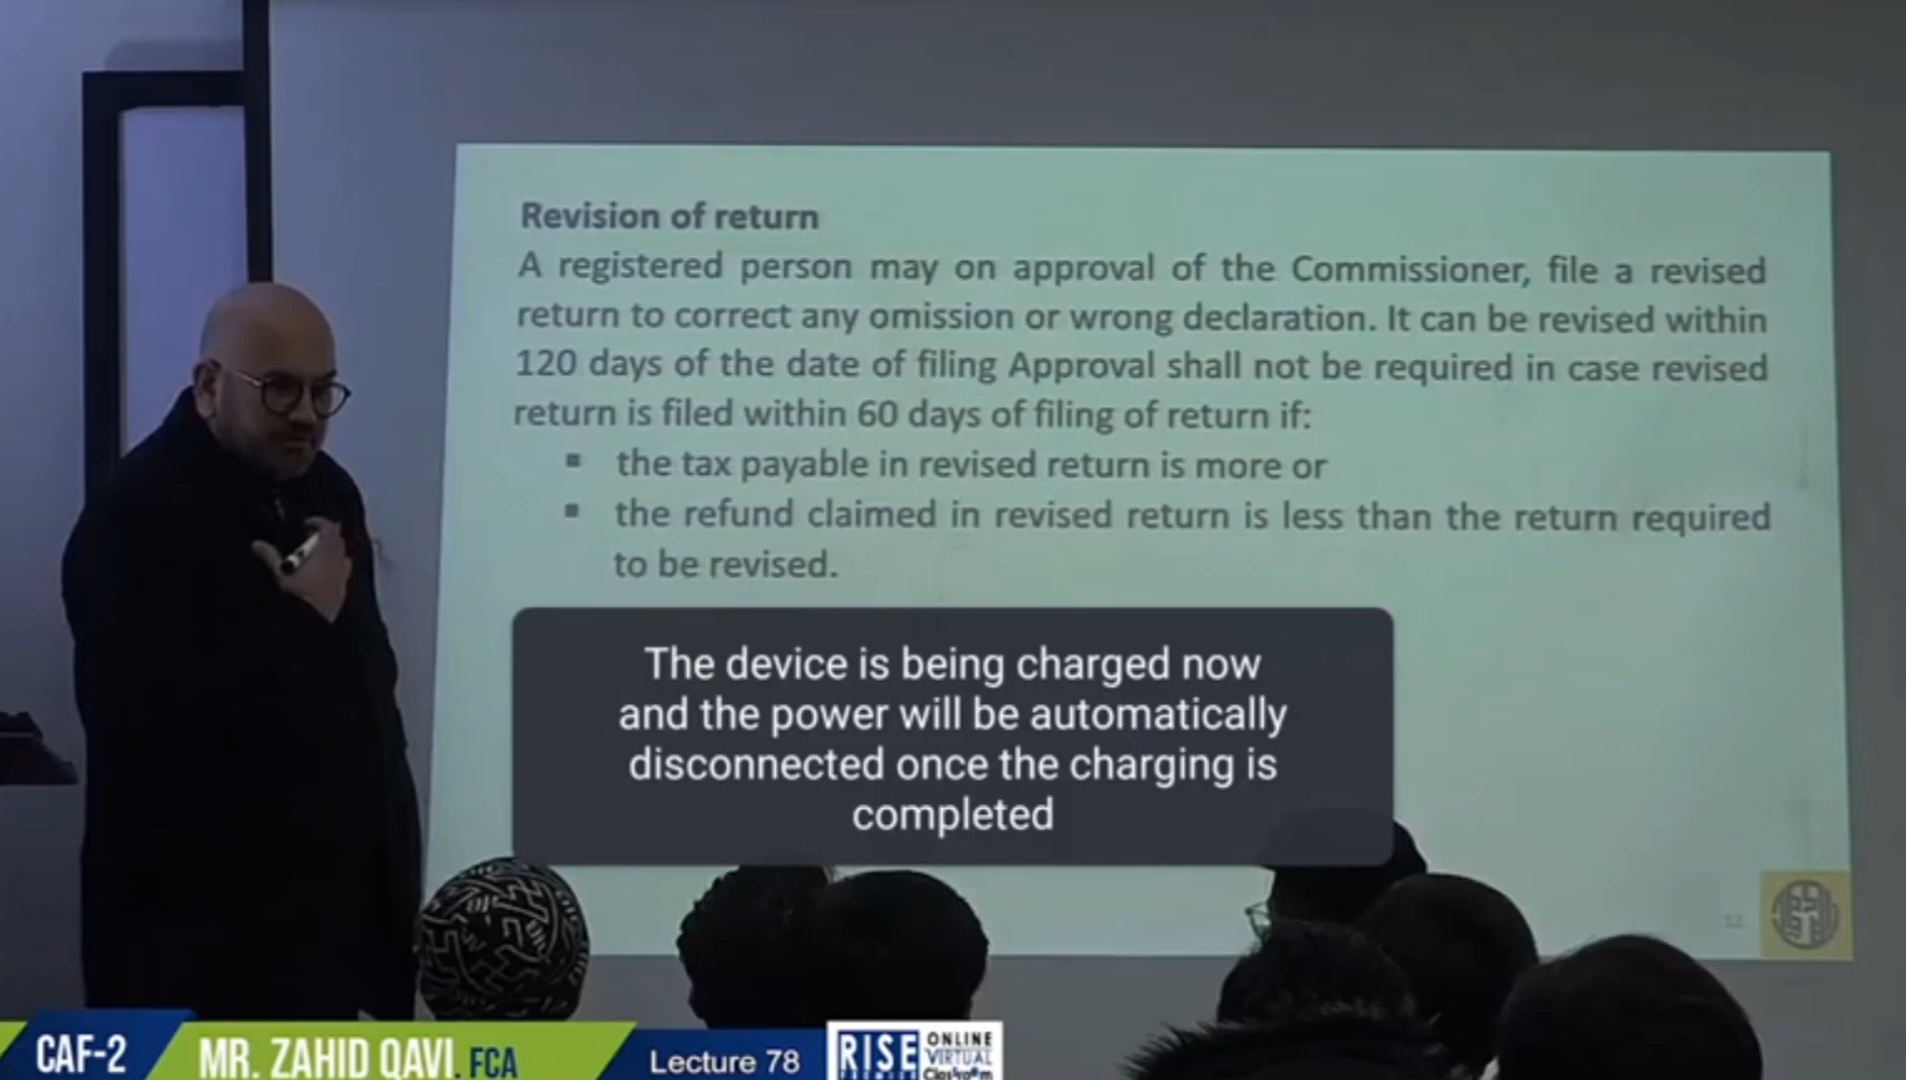 Revision of return
A registered person may on approval of the Commissioner, file a revised
return to correct any omission or wrong declaration. It can be revised within
120 days of the date of filing Approval shall not be required in case revised
return is filed within 60 days of filing of return if:
▪ the tax payable in revised return is more or
▪ the refund claimed in revised return is less than the return required
to be revised.
The device is being charged now
and the power will be automatically
disconnected once the charging is
completed
CAF-2
MR. ZAHID QAVI. FCA
Lecture 78
RISE
ONLINE
VIRTUAL